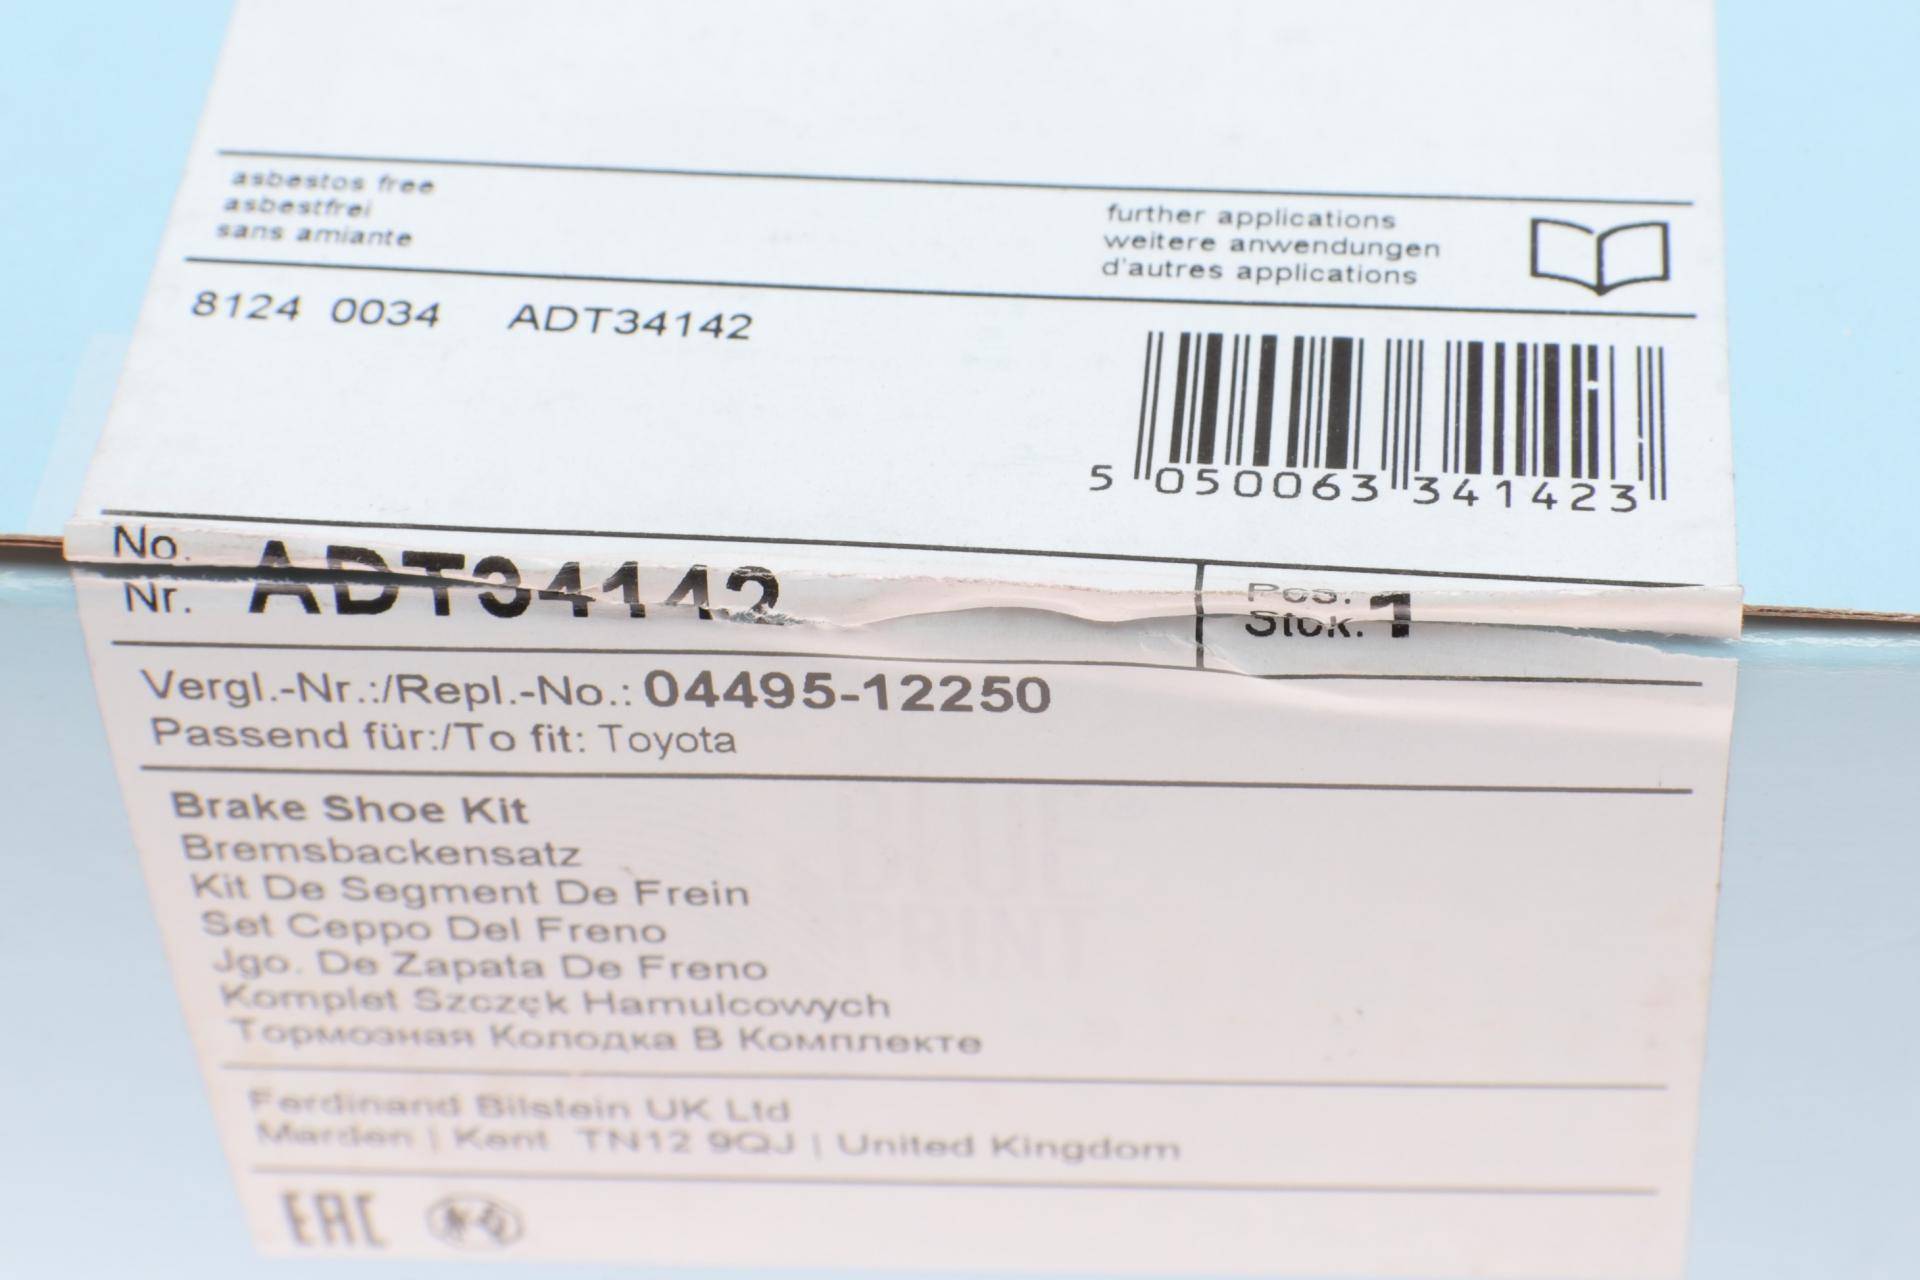 asbestos free
asbestfrei
sans amiante
further applications
weitere anwendungen
d'autres applications
8124 0034 ADT34142
5 050063 341423
No.
Nr. ADT34142
Pcs.
Stck. 1
Vergl.-Nr.:/Repl.-No.: 04495-12250
Passend für:/To fit: Toyota
Brake Shoe Kit
Bremsbackensatz
Kit De Segment De Frein
Set Ceppo Del Freno
Jgo. De Zapata De Freno
Komplet Szczęk Hamulcowych
Тормозная Колодка В Комплекте
BLUE
PRINT
Ferdinand Bilstein UK Ltd
Marden | Kent TN12 9QJ | United Kingdom
EAC